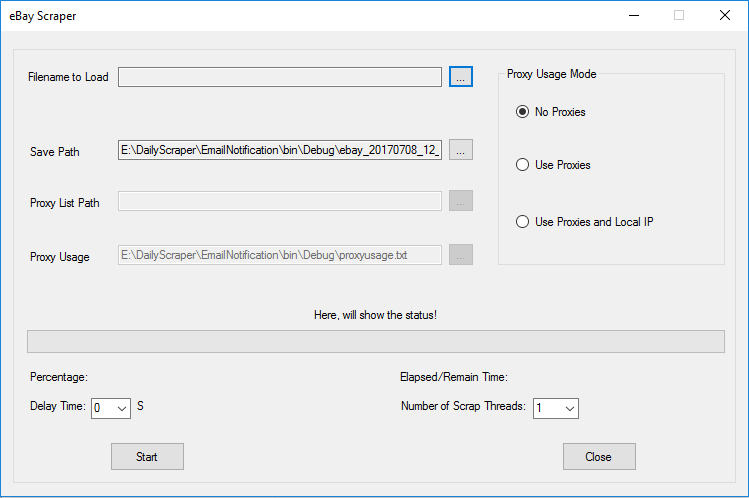 eBay Scraper
Filename to Load
...
Proxy Usage Mode
No Proxies
Save Path
E:\DailyScraper\EmailNotification\bin\Debug\ebay_20170708_12_
...
Use Proxies
Proxy List Path
...
Use Proxies and Local IP
Proxy Usage
E:\DailyScraper\EmailNotification\bin\Debug\proxyusage.txt
...
Here, will show the status!
Percentage:
Elapsed/Remain Time:
Delay Time: 0 S
Number of Scrap Threads: 1
Start
Close